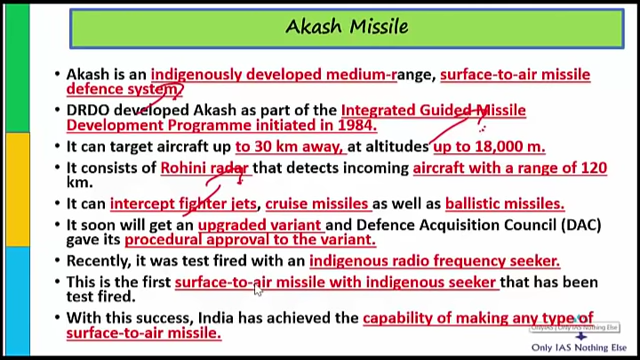 Akash Missile
Akash is an indigenously developed medium-range, surface-to-air missile
defence system.
DRDO developed Akash as part of the Integrated Guided Missile
Development Programme initiated in 1984.
It can target aircraft up to 30 km away, at altitudes up to 18,000 m.
It consists of Rohini radar that detects incoming aircraft with a range of 120
km.
It can intercept fighter jets, cruise missiles as well as ballistic missiles.
It soon will get an upgraded variant and Defence Acquisition Council (DAC)
gave its procedural approval to the variant.
Recently, it was test fired with an indigenous radio frequency seeker.
This is the first surface-to-air missile with indigenous seeker that has been
test fired.
With this success, India has achieved the capability of making any type of
surface-to-air missile.
OnlyIAS | Only IAS Nothing Else
Only IAS Nothing Else